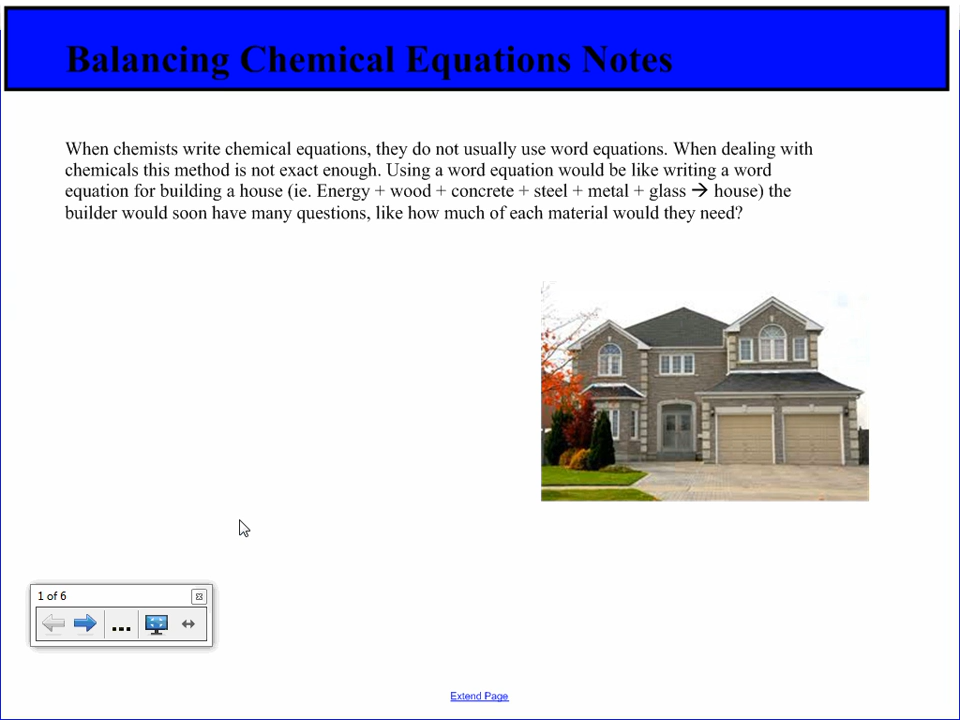 Balancing Chemical Equations Notes
When chemists write chemical equations, they do not usually use word equations. When dealing with
chemicals this method is not exact enough. Using a word equation would be like writing a word
equation for building a house (ie. Energy + wood + concrete + steel + metal + glass → house) the
builder would soon have many questions, like how much of each material would they need?
1 of 6
...
Extend Page